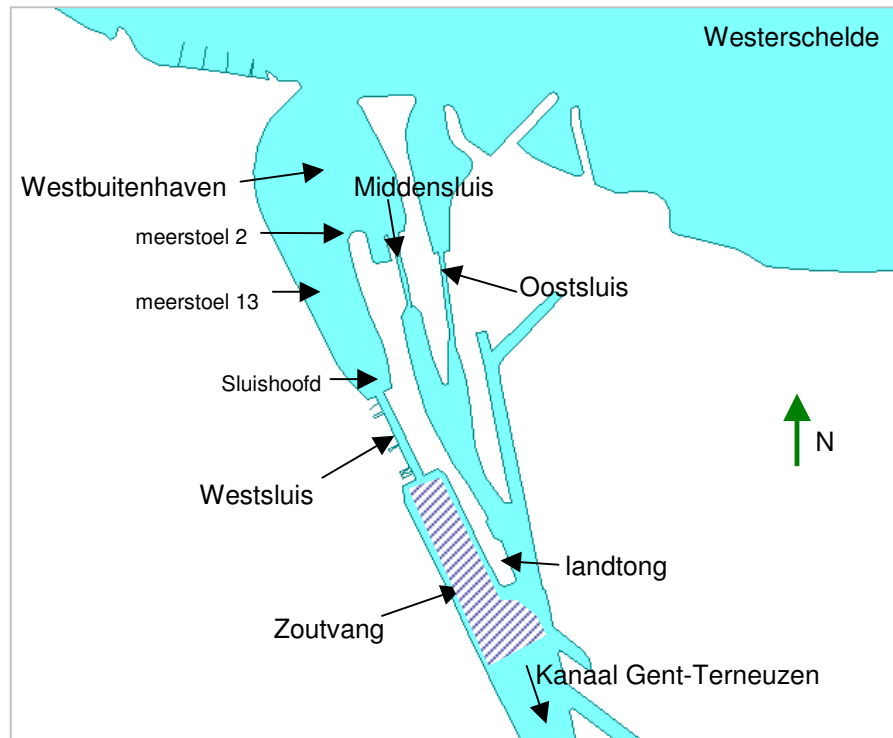 Westerschelde
Westbuitenhaven
Middensluis
meerstoel 2
Oostsluis
meerstoel 13
Sluishoofd
N
Westsluis
landtong
Zoutvang
Kanaal Gent-Terneuzen